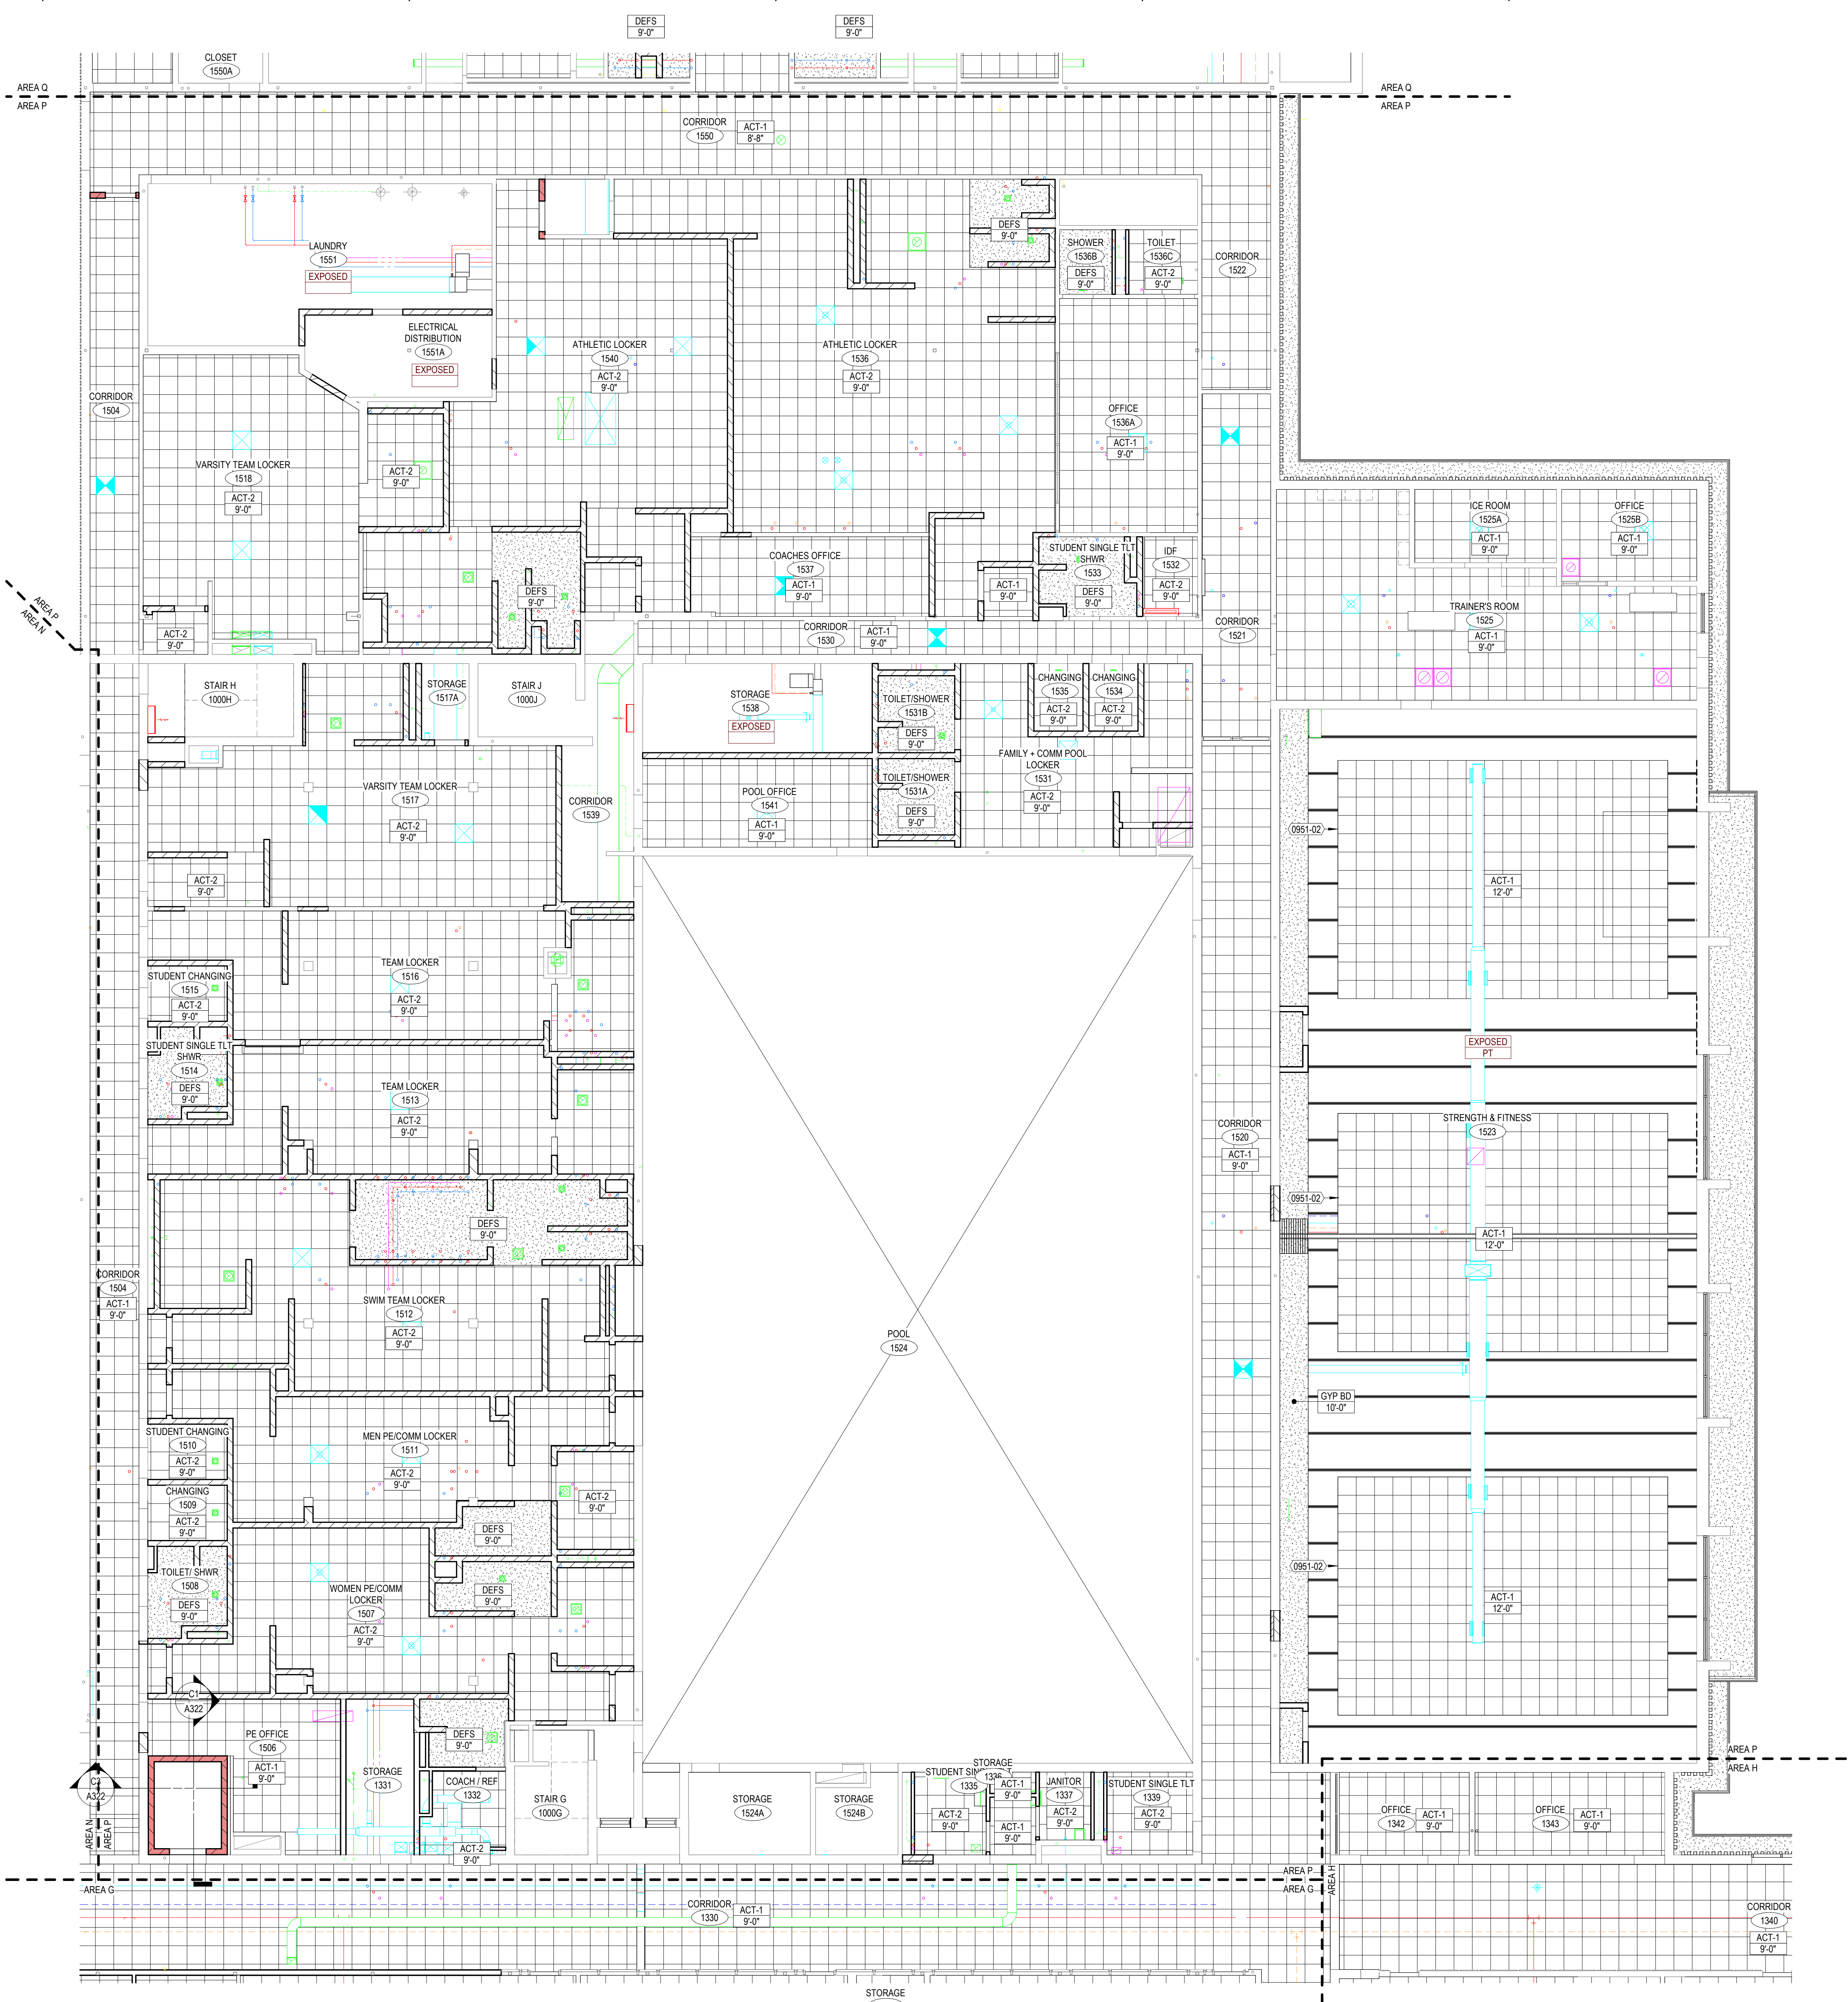 DEFS
9'-0"
DEFS
9'-0"
CLOSET
1550A
AREA Q
AREA P
AREA Q
AREA P
CORRIDOR
1550
ACT-1
8'-8"
LAUNDRY
1551
EXPOSED
DEFS
9'-0"
SHOWER
1536B
DEFS
9'-0"
TOILET
1536C
ACT-2
9'-0"
CORRIDOR
1522
ELECTRICAL
DISTRIBUTION
1551A
EXPOSED
ATHLETIC LOCKER
1540
ACT-2
9'-0"
ATHLETIC LOCKER
1536
ACT-2
9'-0"
CORRIDOR
1504
OFFICE
1536A
ACT-1
9'-0"
VARSITY TEAM LOCKER
1518
ACT-2
9'-0"
ACT-2
9'-0"
ICE ROOM
1525A
ACT-1
9'-0"
OFFICE
1525B
ACT-1
9'-0"
COACHES OFFICE
1537
ACT-1
9'-0"
STUDENT SINGLE TLT
SHWR
1533
DEFS
9'-0"
IDF
1532
ACT-2
9'-0"
ACT-1
9'-0"
DEFS
9'-0"
AREA P
AREA N
TRAINER'S ROOM
1525
ACT-1
9'-0"
ACT-2
9'-0"
CORRIDOR
1530
ACT-1
9'-0"
CORRIDOR
1521
STAIR H
1000H
STORAGE
1517A
STAIR J
1000J
STORAGE
1538
EXPOSED
TOILET/SHOWER
1531B
DEFS
9'-0"
CHANGING
1535
ACT-2
9'-0"
CHANGING
1534
ACT-2
9'-0"
FAMILY + COMM POOL
LOCKER
1531
ACT-2
9'-0"
TOILET/SHOWER
1531A
DEFS
9'-0"
VARSITY TEAM LOCKER
1517
ACT-2
9'-0"
CORRIDOR
1539
POOL OFFICE
1541
ACT-1
9'-0"
0951-02
ACT-2
9'-0"
ACT-1
12'-0"
TEAM LOCKER
1516
ACT-2
9'-0"
STUDENT CHANGING
1515
ACT-2
9'-0"
STUDENT SINGLE TLT
SHWR
1514
DEFS
9'-0"
EXPOSED
PT
TEAM LOCKER
1513
ACT-2
9'-0"
CORRIDOR
1520
ACT-1
9'-0"
STRENGTH & FITNESS
1523
0951-02
DEFS
9'-0"
ACT-1
12'-0"
CORRIDOR
1504
ACT-1
9'-0"
SWIM TEAM LOCKER
1512
ACT-2
9'-0"
POOL
1524
GYP BD
10'-0"
STUDENT CHANGING
1510
ACT-2
9'-0"
MEN PE/COMM LOCKER
1511
ACT-2
9'-0"
CHANGING
1509
ACT-2
9'-0"
ACT-2
9'-0"
DEFS
9'-0"
0951-02
TOILET/ SHWR
1508
DEFS
9'-0"
WOMEN PE/COMM
LOCKER
1507
ACT-2
9'-0"
DEFS
9'-0"
ACT-1
12'-0"
C1
A322
PE OFFICE
1506
ACT-1
9'-0"
DEFS
9'-0"
C3
A322
STORAGE
1331
COACH / REF
1332
ACT-2
9'-0"
STAIR G
1000G
STORAGE
1524A
STORAGE
1524B
STUDENT SINGLE TLT
1335
ACT-2
9'-0"
STORAGE
1336
ACT-1
9'-0"
ACT-1
9'-0"
JANITOR
1337
ACT-2
9'-0"
STUDENT SINGLE TLT
1339
ACT-2
9'-0"
AREA P
AREA H
OFFICE
1342
ACT-1
9'-0"
OFFICE
1343
ACT-1
9'-0"
AREA N
AREA P
AREA G
AREA P
AREA G
AREA H
CORRIDOR
1330
ACT-1
9'-0"
CORRIDOR
1340
ACT-1
9'-0"
STORAGE